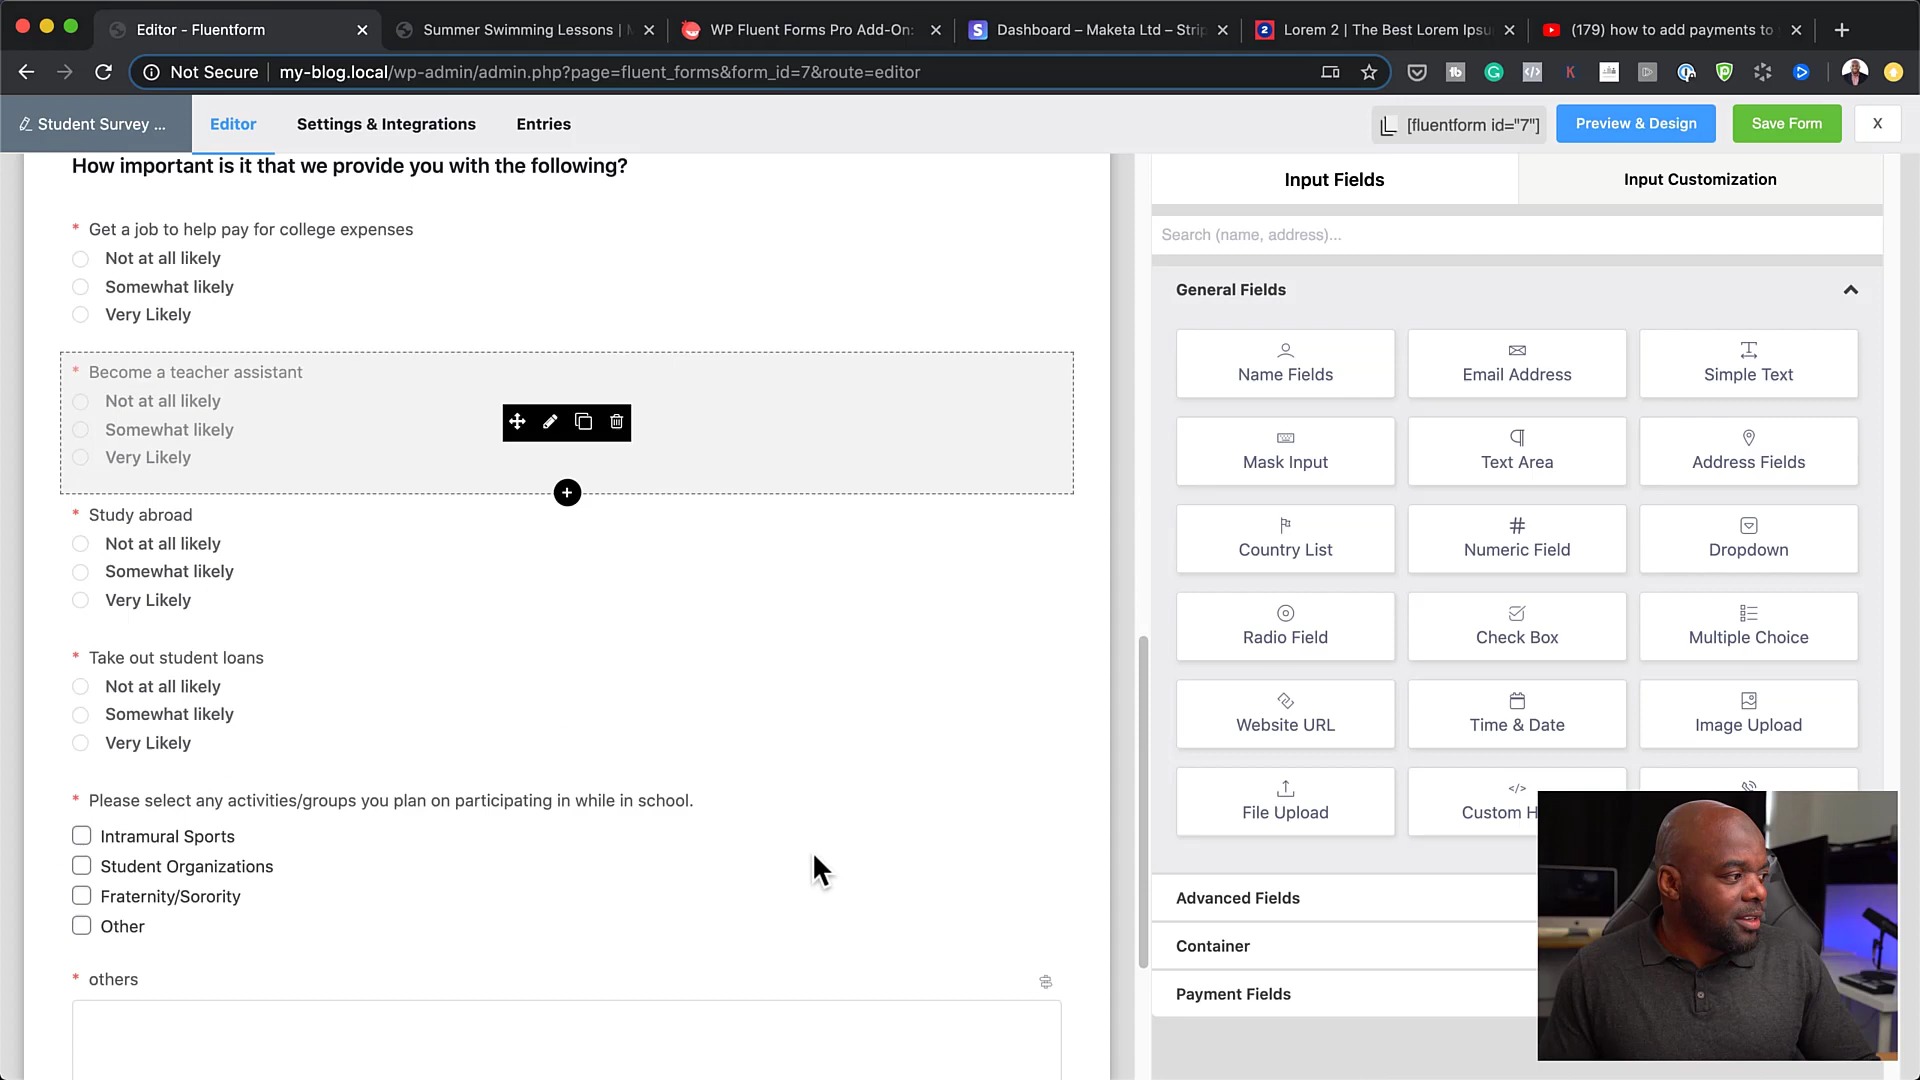 Editor - Fluentform
Summer Swimming Lessons |
WP Fluent Forms Pro Add-On:
Dashboard – Maketa Ltd – Strip
Lorem 2 | The Best Lorem Ipsu
(179) how to add payments to
Not Secure
my-blog.local/wp-admin/admin.php?page=fluent_forms&form_id=7&route=editor
Student Survey ...
Editor
Settings & Integrations
Entries
[fluentform id="7"]
Preview & Design
Save Form
X
How important is it that we provide you with the following?
* Get a job to help pay for college expenses
Not at all likely
Somewhat likely
Very Likely
* Become a teacher assistant
Not at all likely
Somewhat likely
Very Likely
* Study abroad
Not at all likely
Somewhat likely
Very Likely
* Take out student loans
Not at all likely
Somewhat likely
Very Likely
* Please select any activities/groups you plan on participating in while in school.
Intramural Sports
Student Organizations
Fraternity/Sorority
Other
* others
Input Fields
Input Customization
Search (name, address)...
General Fields
Name Fields
Email Address
Simple Text
Mask Input
Text Area
Address Fields
Country List
Numeric Field
Dropdown
Radio Field
Check Box
Multiple Choice
Website URL
Time & Date
Image Upload
File Upload
Custom H
Advanced Fields
Container
Payment Fields